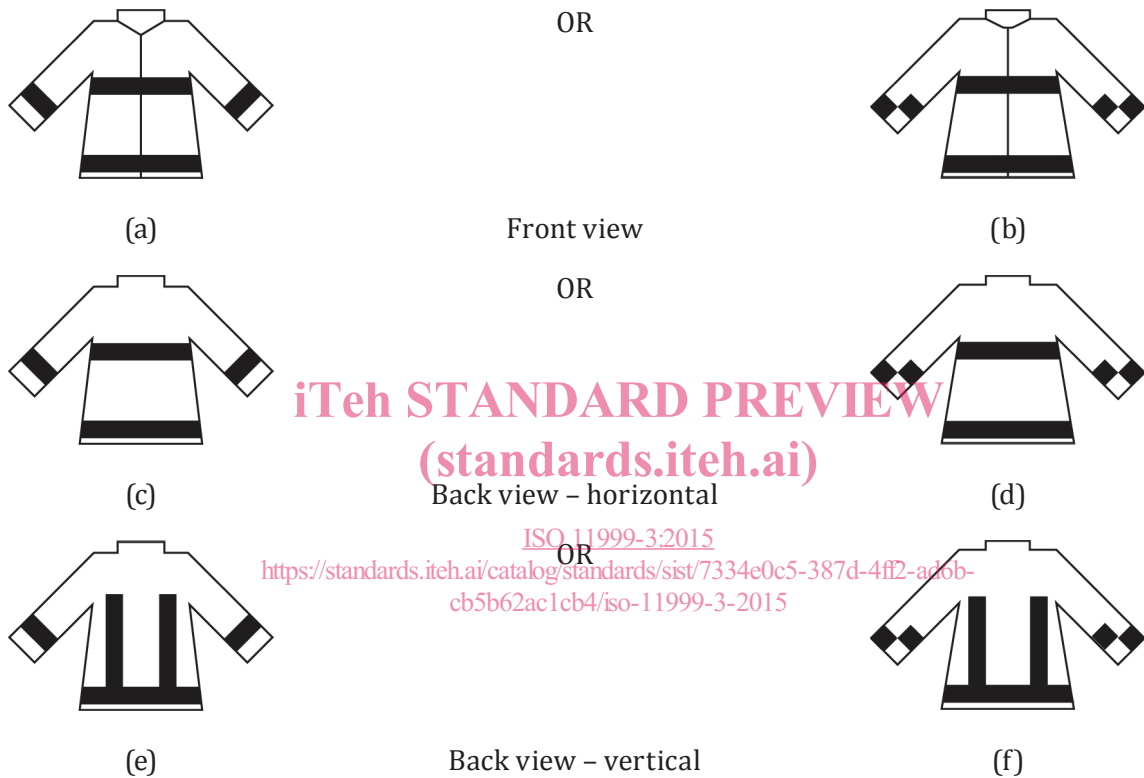 OR
(a) Front view (b)
OR
iTeh STANDARD PREVIEW
(standards.iteh.ai)
(c) Back view – horizontal (d)
ISO 11999-3:2015
OR
https://standards.iteh.ai/catalog/standards/sist/7334e0c5-387d-4ff2-ad6b-
cb5b62ac1cb4/iso-11999-3-2015
(e) Back view – vertical (f)